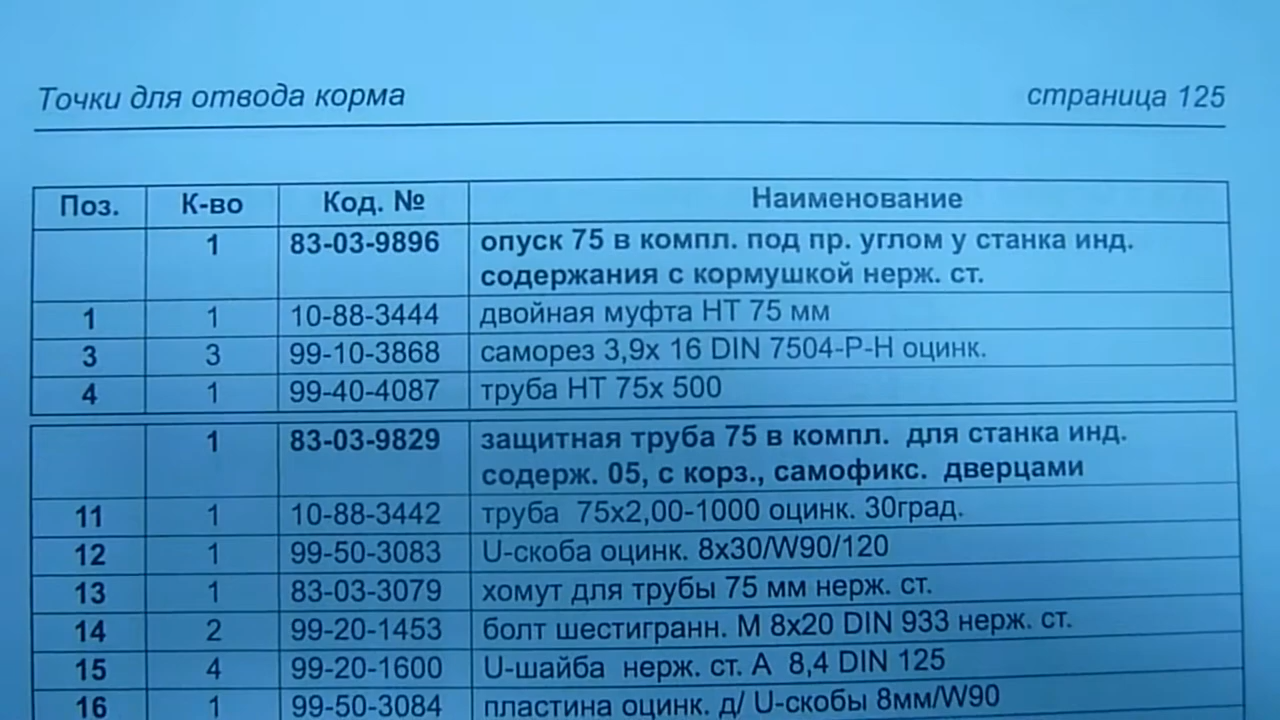 Точки для отвода корма страница 125
Поз. К-во Код. № Наименование
1 83-03-9896 опуск 75 в компл. под пр. углом у станка инд.
содержания с кормушкой нерж. ст.
1 1 10-88-3444 двойная муфта НТ 75 мм
3 3 99-10-3868 саморез 3,9х 16 DIN 7504-P-H оцинк.
4 1 99-40-4087 труба НТ 75х 500
1 83-03-9829 защитная труба 75 в компл. для станка инд.
содерж. 05, с корз., самофикс. дверцами
11 1 10-88-3442 труба 75х2,00-1000 оцинк. 30град.
12 1 99-50-3083 U-скоба оцинк. 8х30/W90/120
13 1 83-03-3079 хомут для трубы 75 мм нерж. ст.
14 2 99-20-1453 болт шестигранн. М 8х20 DIN 933 нерж. ст.
15 4 99-20-1600 U-шайба нерж. ст. А 8,4 DIN 125
16 1 99-50-3084 пластина оцинк. д/ U-скобы 8мм/W90